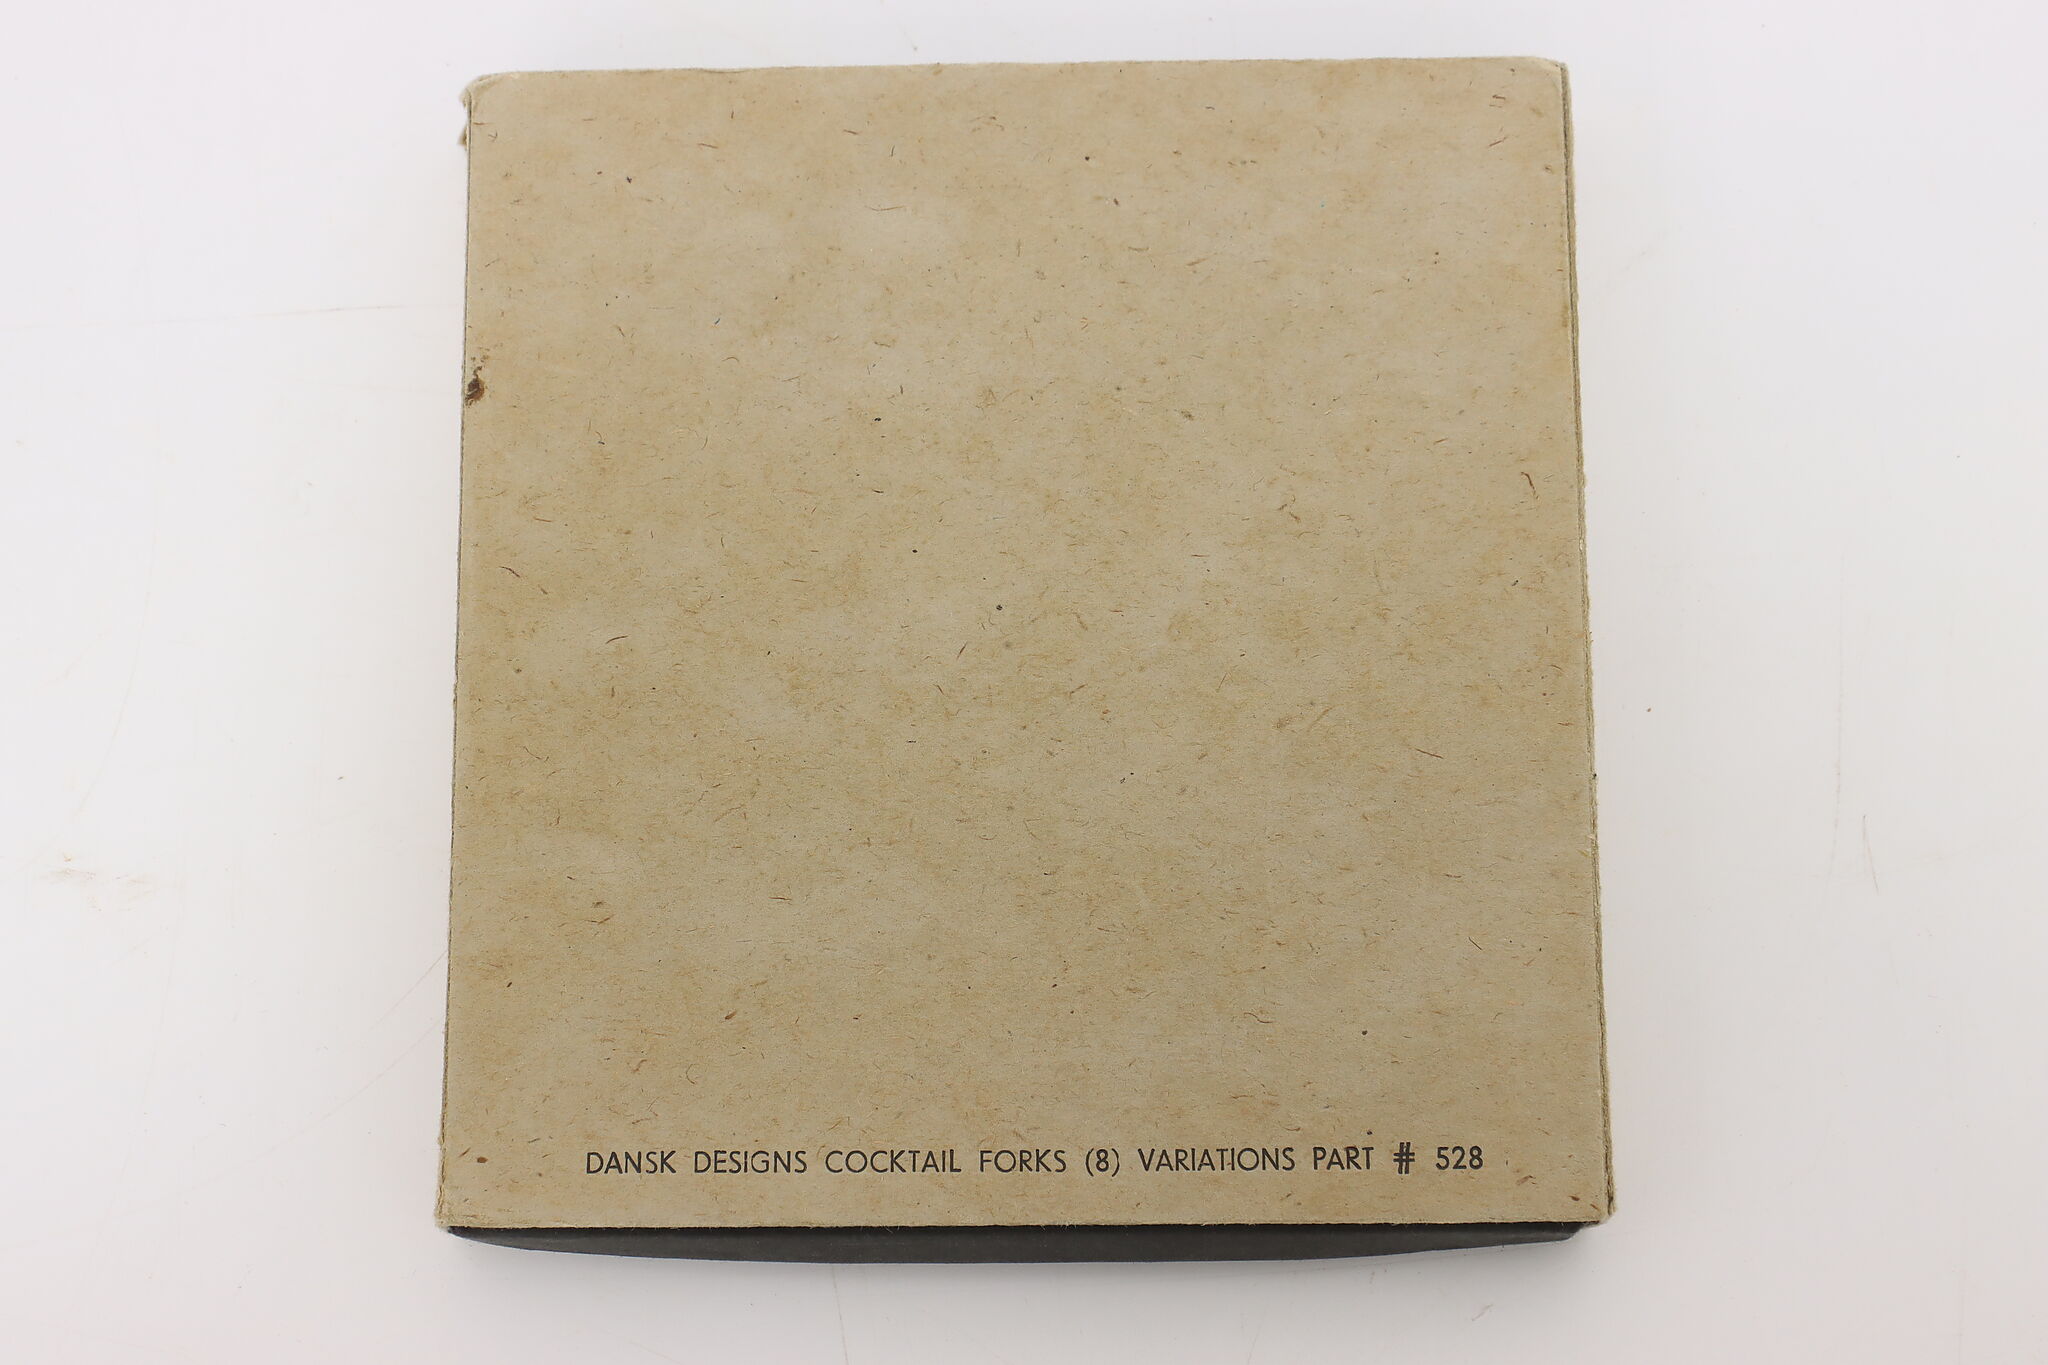 DANSK DESIGNS COCKTAIL FORKS (8) VARIATIONS PART # 528